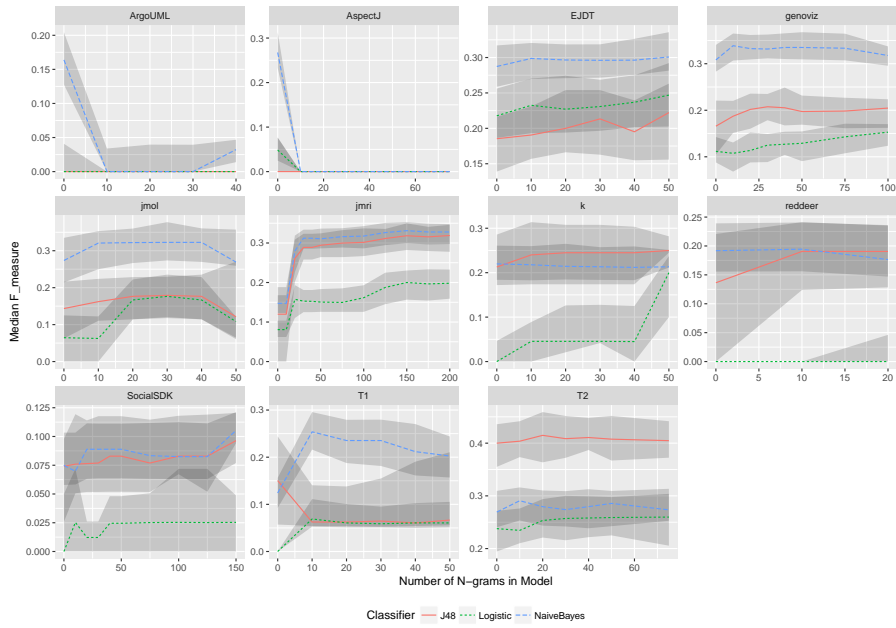 ArgoUML AspectJ EJDT genoviz
0.20 0.15 0.10 0.05 0.00
0.3 0.2 0.1 0.0
0.30 0.25 0.20 0.15
0.3 0.2 0.1
0 10 20 30 40
0 20 40 60
0 10 20 30 40 50
0 25 50 75 100
jmol jmri k reddeer
Median F_measure
0.3 0.2 0.1 0.0
0.3 0.2 0.1 0.0
0.3 0.2 0.1 0.0
0.25 0.20 0.15 0.10 0.05 0.00
0 10 20 30 40 50
0 50 100 150 200
0 10 20 30 40 50
0 5 10 15 20
SocialSDK T1 T2
0.125 0.100 0.075 0.050 0.025 0.000
0.3 0.2 0.1 0.0
0.5 0.4 0.3 0.2
0 50 100 150
0 10 20 30 40 50
0 20 40 60
Number of N-grams in Model
Classifier J48 Logistic NaiveBayes